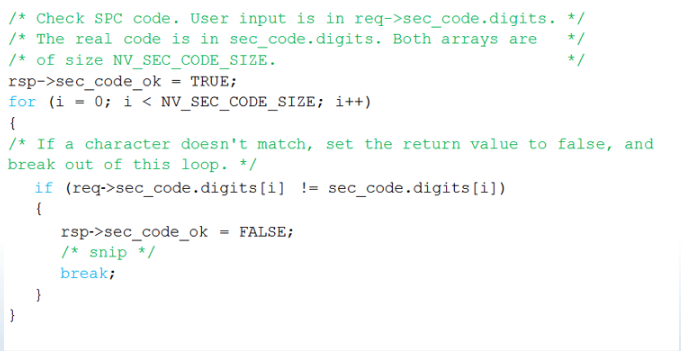 /* Check SPC code. User input is in req->sec_code.digits. */
/* The real code is in sec_code.digits. Both arrays are */
/* of size NV_SEC_CODE_SIZE. */
rsp->sec_code_ok = TRUE;
for (i = 0; i < NV_SEC_CODE_SIZE; i++)
{
/* If a character doesn't match, set the return value to false, and
break out of this loop. */
if (req->sec_code.digits[i] != sec_code.digits[i])
{
rsp->sec_code_ok = FALSE;
/* snip */
break;
}
}